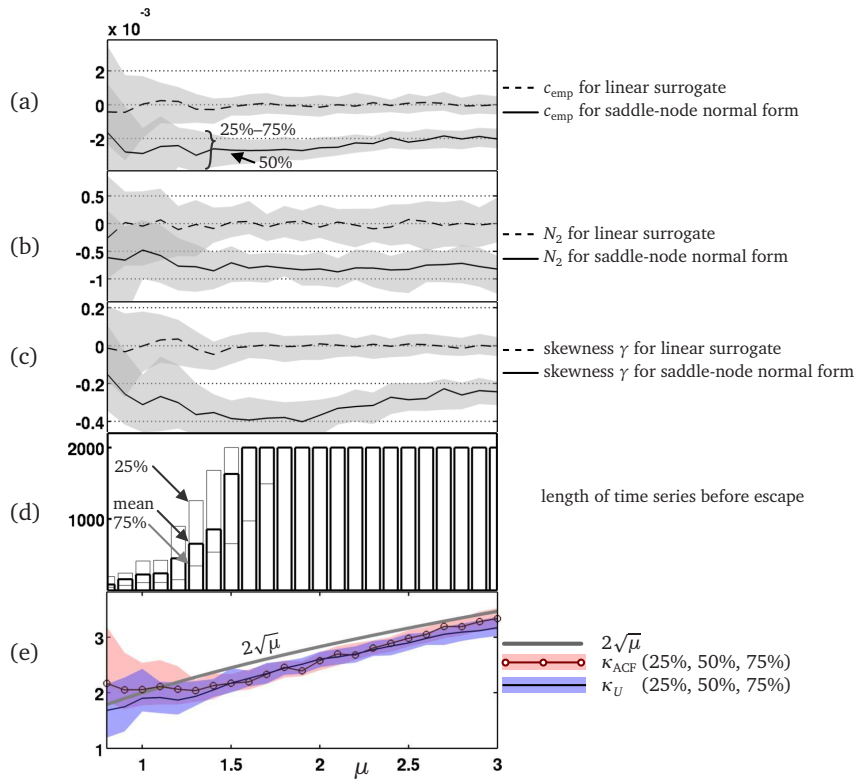 x 10⁻³
(a)
2
0
-2
25%–75%
50%
c_emp for linear surrogate
c_emp for saddle-node normal form
(b)
0.5
0
-0.5
-1
N₂ for linear surrogate
N₂ for saddle-node normal form
(c)
0.2
0
-0.2
-0.4
skewness γ for linear surrogate
skewness γ for saddle-node normal form
(d)
2000
1000
25%
mean
75%
length of time series before escape
(e)
3
2
1
2√μ
2√μ
κ_ACF (25%, 50%, 75%)
κ_U (25%, 50%, 75%)
1 1.5 2 2.5 3
μ